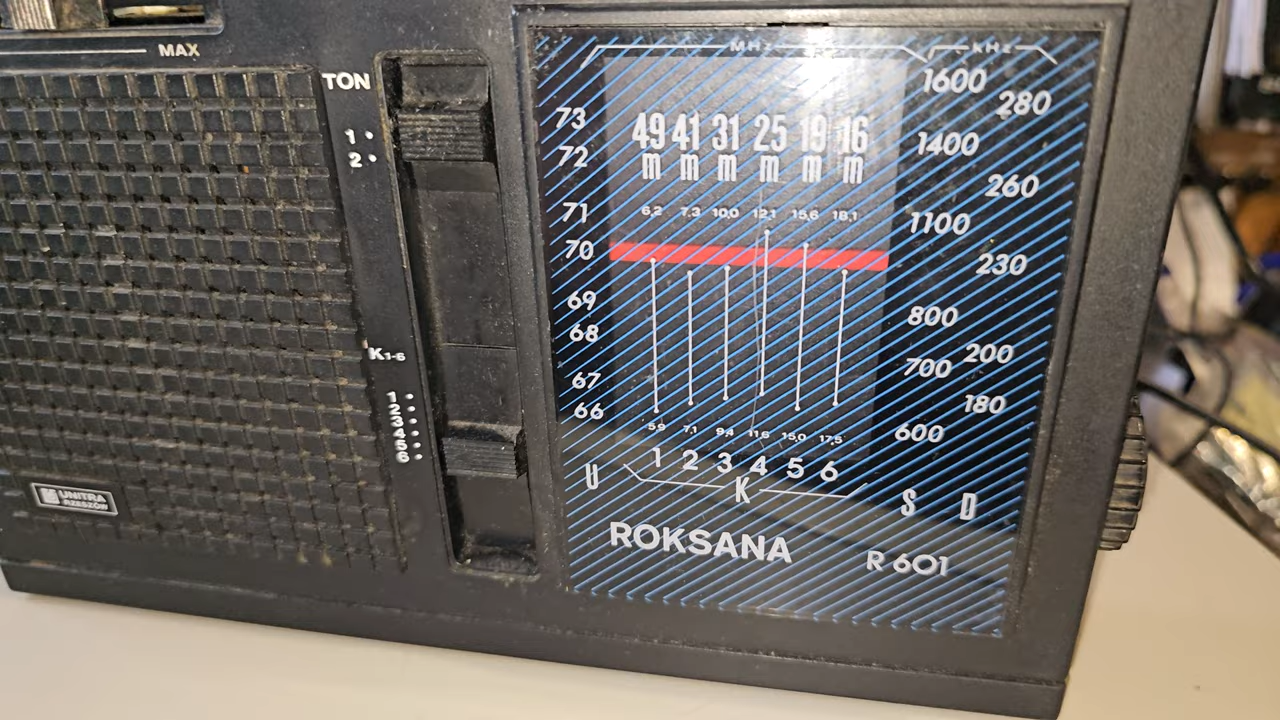 MAX
TON
1
2
K1-6
1
2
3
4
5
6
UNITRA
RZESZÓW
MHz kHz
73
72
71
70
69
68
67
66
49 41 31 25 19 16
m m m m m m
6,2 7,3 10,0 12,1 15,6 18,1
5,9 7,1 9,4 11,6 15,0 17,5
1 2 3 4 5 6
1600
1400
1100
800
700
600
280
260
230
200
180
U K S D
ROKSANA R 601